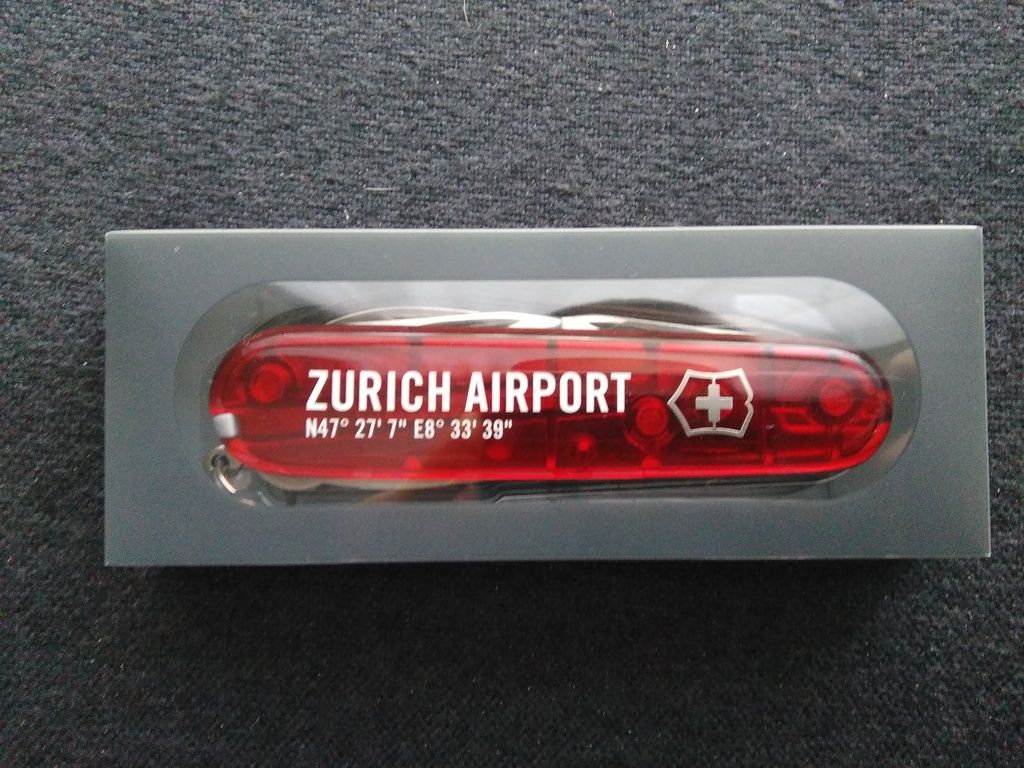 ZURICH AIRPORT
N47° 27' 7" E8° 33' 39"